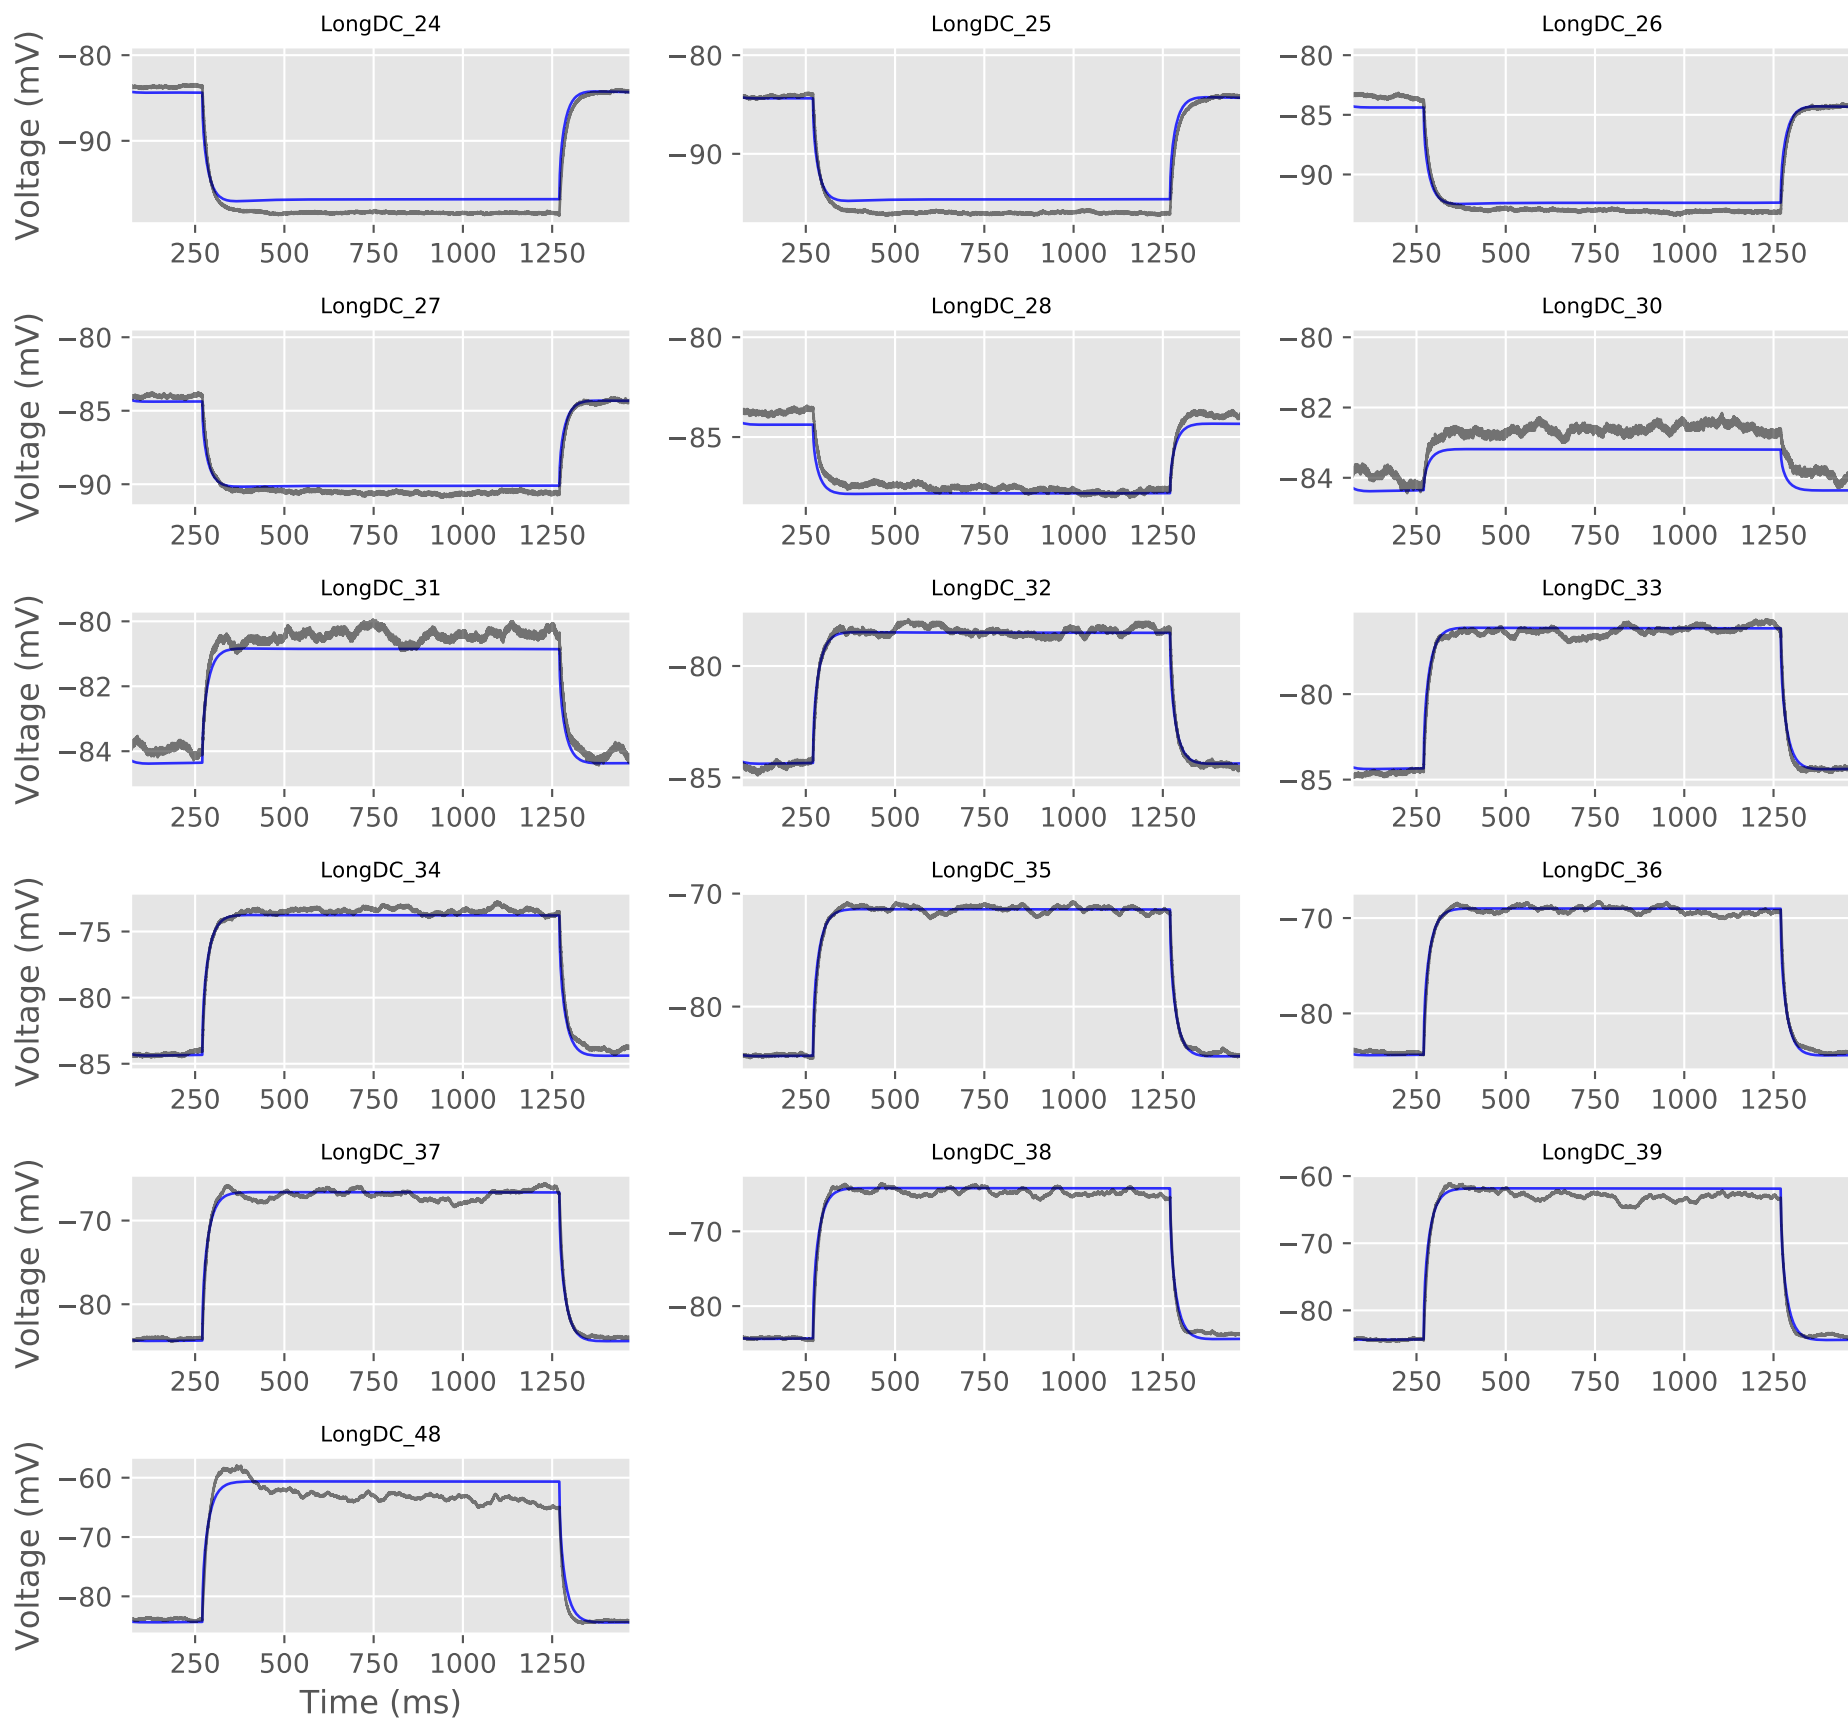 LongDC_24 LongDC_25 LongDC_26
Voltage (mV)
−80 −80 −80
−85
−90 −90 −90
250 500 750 1000 1250 250 500 750 1000 1250 250 500 750 1000 1250
LongDC_27 LongDC_28 LongDC_30
Voltage (mV)
−80 −80 −80
−82
−85 −85
−84
−90
250 500 750 1000 1250 250 500 750 1000 1250 250 500 750 1000 1250
LongDC_31 LongDC_32 LongDC_33
Voltage (mV)
−80
−82 −80 −80
−84
−85 −85
250 500 750 1000 1250 250 500 750 1000 1250 250 500 750 1000 1250
LongDC_34 LongDC_35 LongDC_36
Voltage (mV)
−70
−75 −70
−80 −80 −80
−85
250 500 750 1000 1250 250 500 750 1000 1250 250 500 750 1000 1250
LongDC_37 LongDC_38 LongDC_39
Voltage (mV)
−60
−70 −70 −70
−80 −80 −80
250 500 750 1000 1250 250 500 750 1000 1250 250 500 750 1000 1250
LongDC_48
Voltage (mV)
−60
−70
−80
250 500 750 1000 1250
Time (ms)